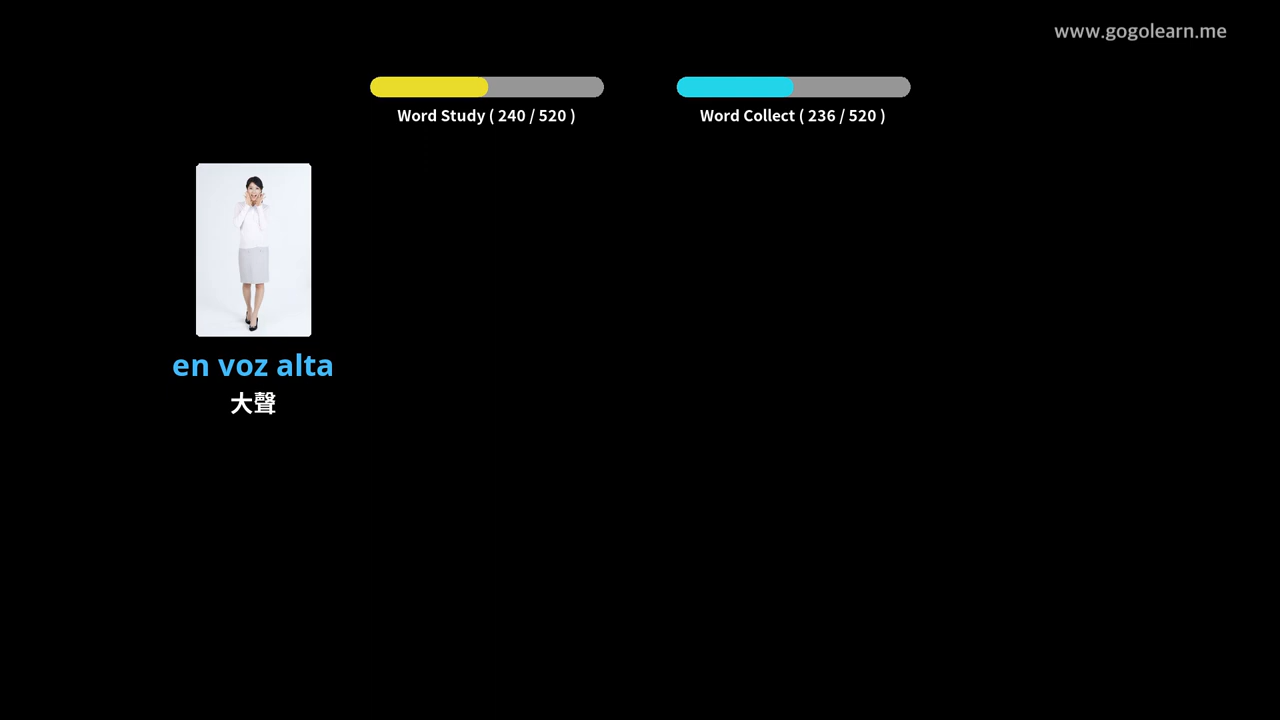 www.gogolearn.me
Word Study ( 240 / 520 )
Word Collect ( 236 / 520 )
en voz alta
大聲